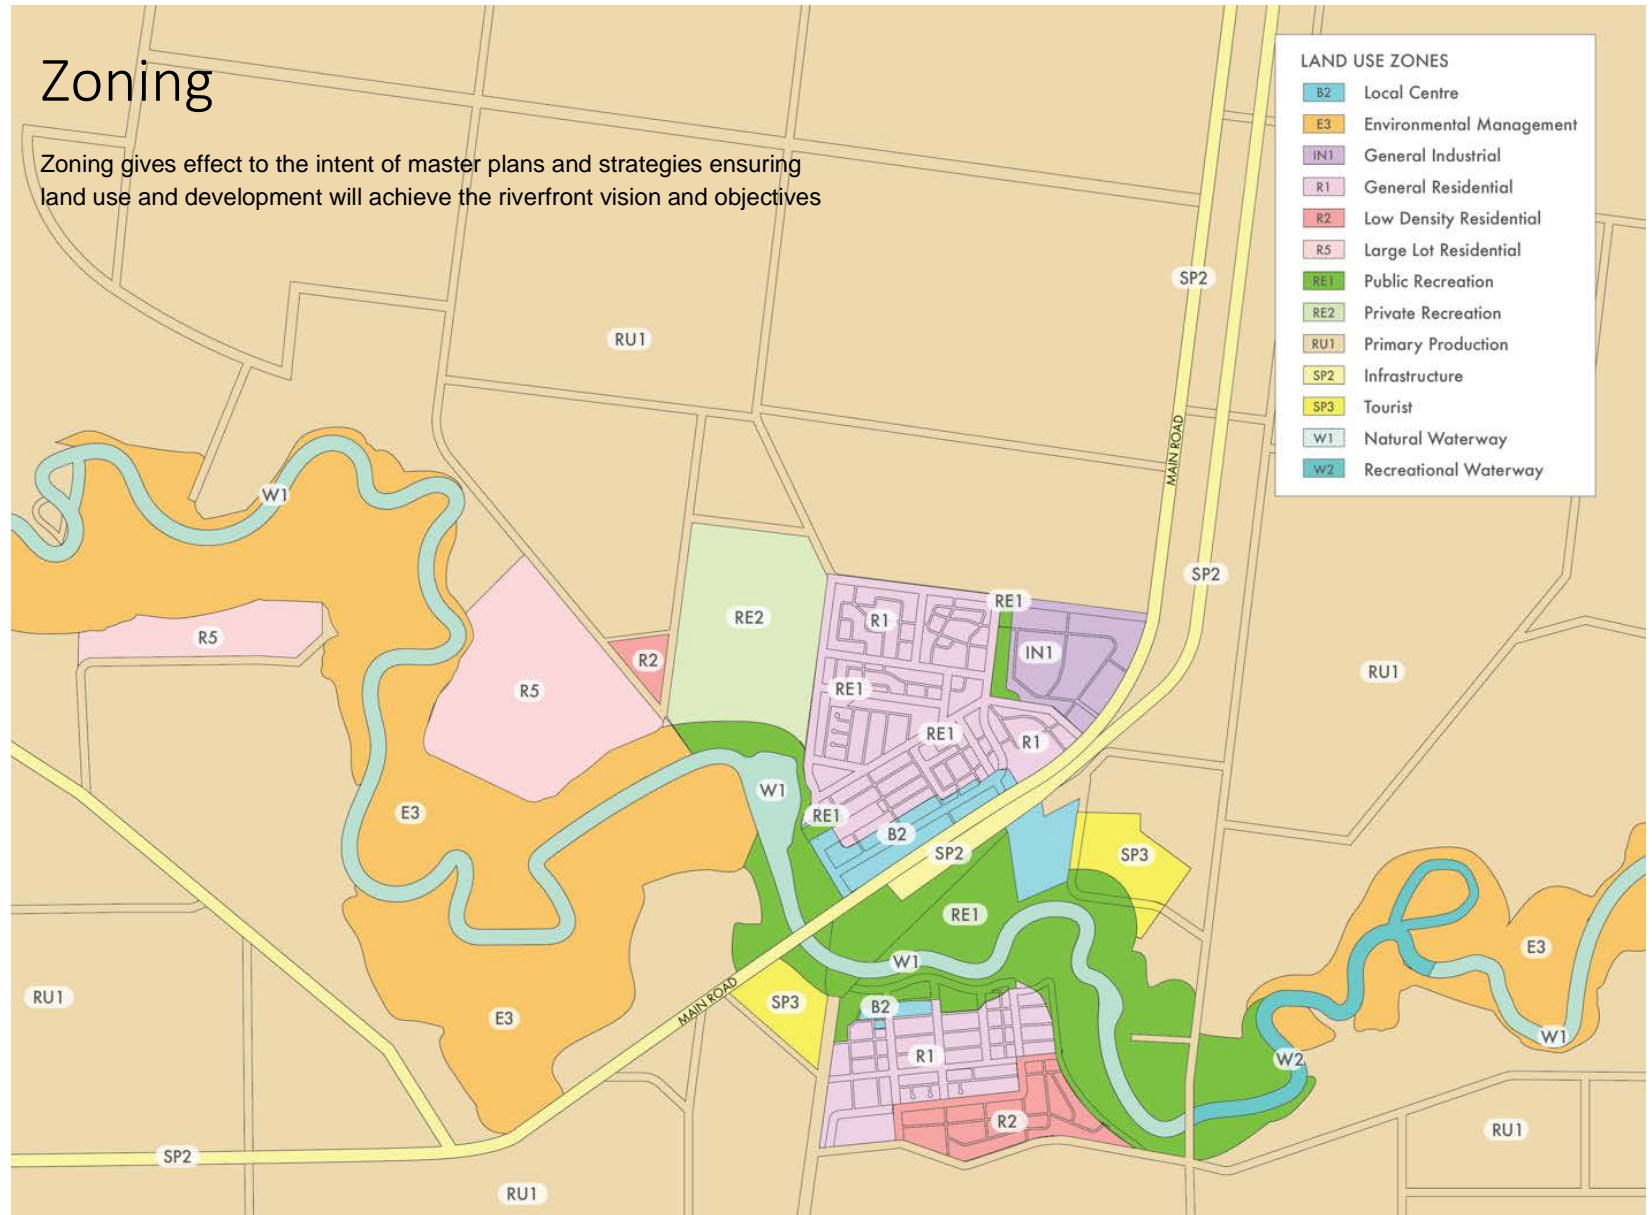 Zoning
Zoning gives effect to the intent of master plans and strategies ensuring
land use and development will achieve the riverfront vision and objectives
LAND USE ZONES
B2 Local Centre
E3 Environmental Management
IN1 General Industrial
R1 General Residential
R2 Low Density Residential
R5 Large Lot Residential
RE1 Public Recreation
RE2 Private Recreation
RU1 Primary Production
SP2 Infrastructure
SP3 Tourist
W1 Natural Waterway
W2 Recreational Waterway
SP2
RU1
MAIN ROAD
W1
SP2
RE1
RE2
R1
R5
IN1
R2
RU1
R5
RE1
RE1
R1
W1
E3
RE1
B2
SP2
SP3
RE1
E3
W1
RU1
SP3
B2
MAIN ROAD
E3
W1
R1
W2
R2
RU1
SP2
RU1